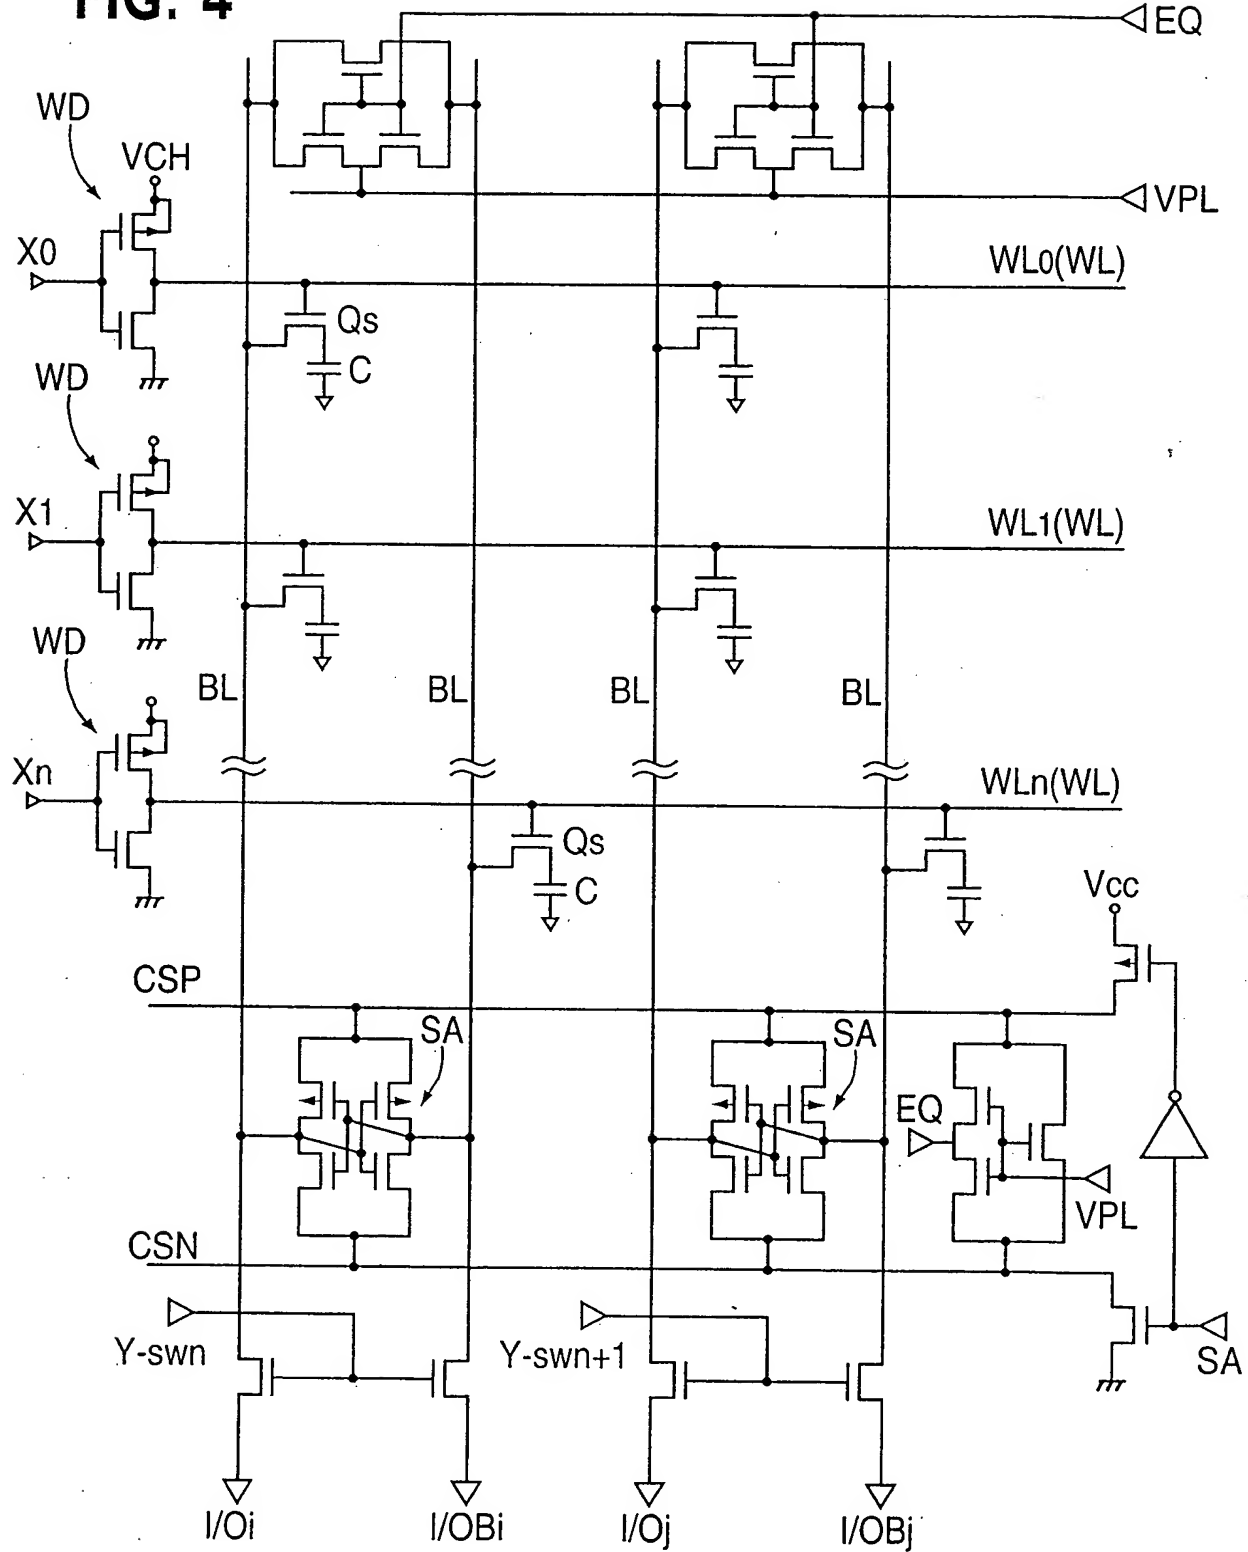 FIG. 4
EQ
WD
VCH
VPL
X0
WL0(WL)
Qs
C
WD
X1
WL1(WL)
WD
BL
BL
BL
BL
Xn
WLn(WL)
Qs
C
Vcc
CSP
SA
SA
EQ
VPL
CSN
Y-swn
Y-swn+1
SA
I/Oi
I/OBi
I/Oj
I/OBj